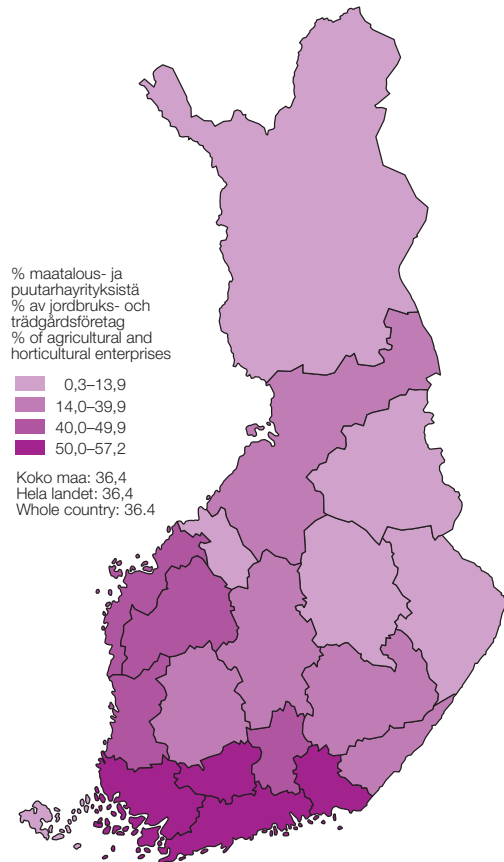 % maatalous- ja
puutarhayrityksistä
% av jordbruks- och
trädgårdsföretag
% of agricultural and
horticultural enterprises
0,3–13,9
14,0–39,9
40,0–49,9
50,0–57,2
Koko maa: 36,4
Hela landet: 36,4
Whole country: 36.4